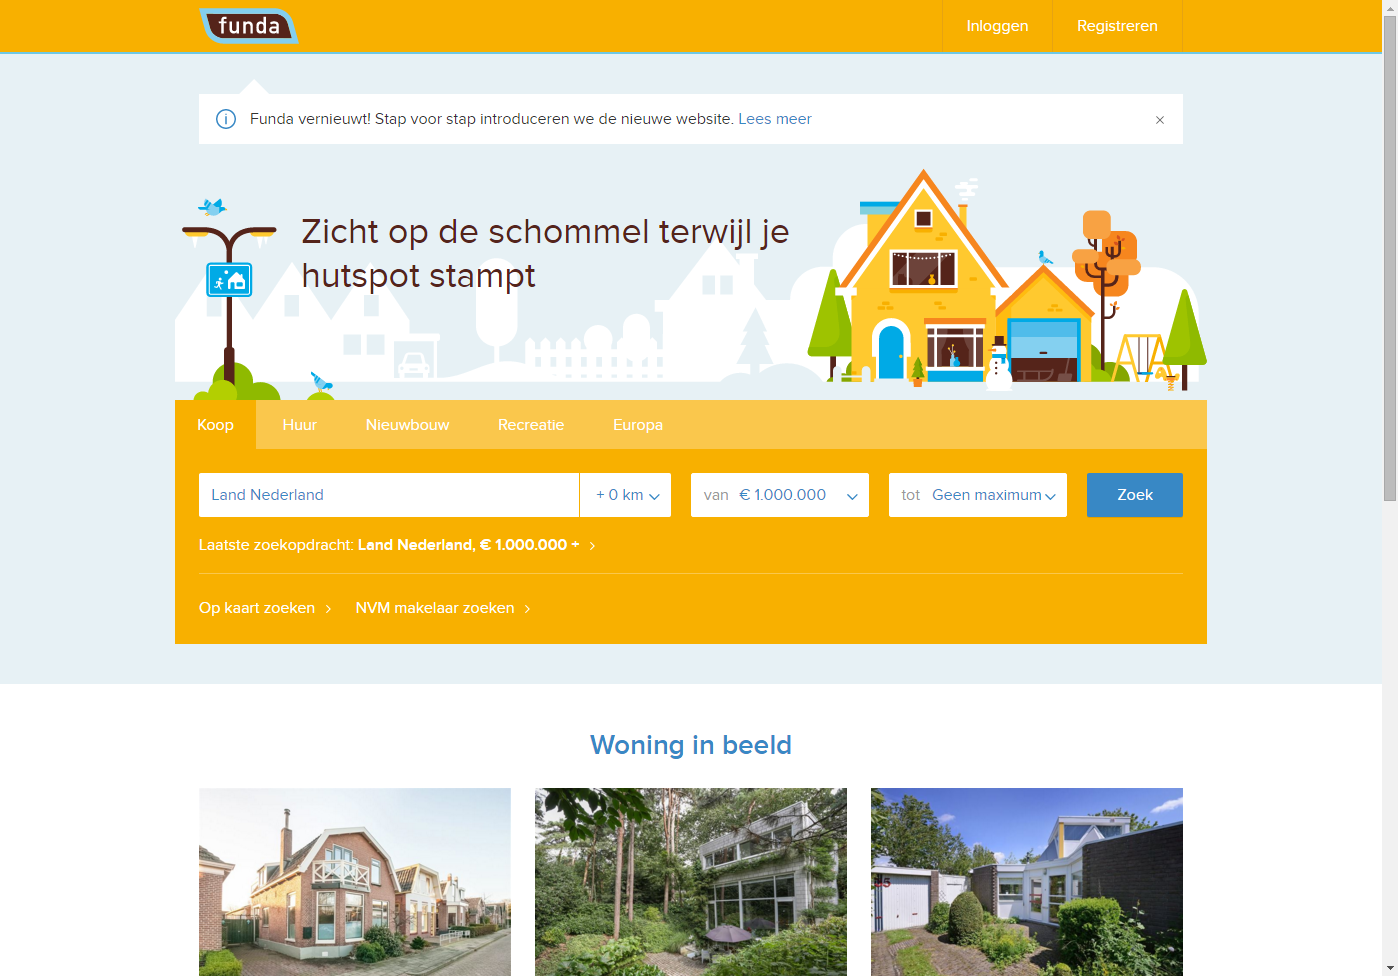 funda
Inloggen
Registreren
Funda vernieuwt! Stap voor stap introduceren we de nieuwe website. Lees meer
Zicht op de schommel terwijl je
hutspot stampt
Koop
Huur
Nieuwbouw
Recreatie
Europa
Land Nederland
+ 0 km
van € 1.000.000
tot Geen maximum
Zoek
Laatste zoekopdracht: Land Nederland, € 1.000.000 +
Op kaart zoeken
NVM makelaar zoeken
Woning in beeld